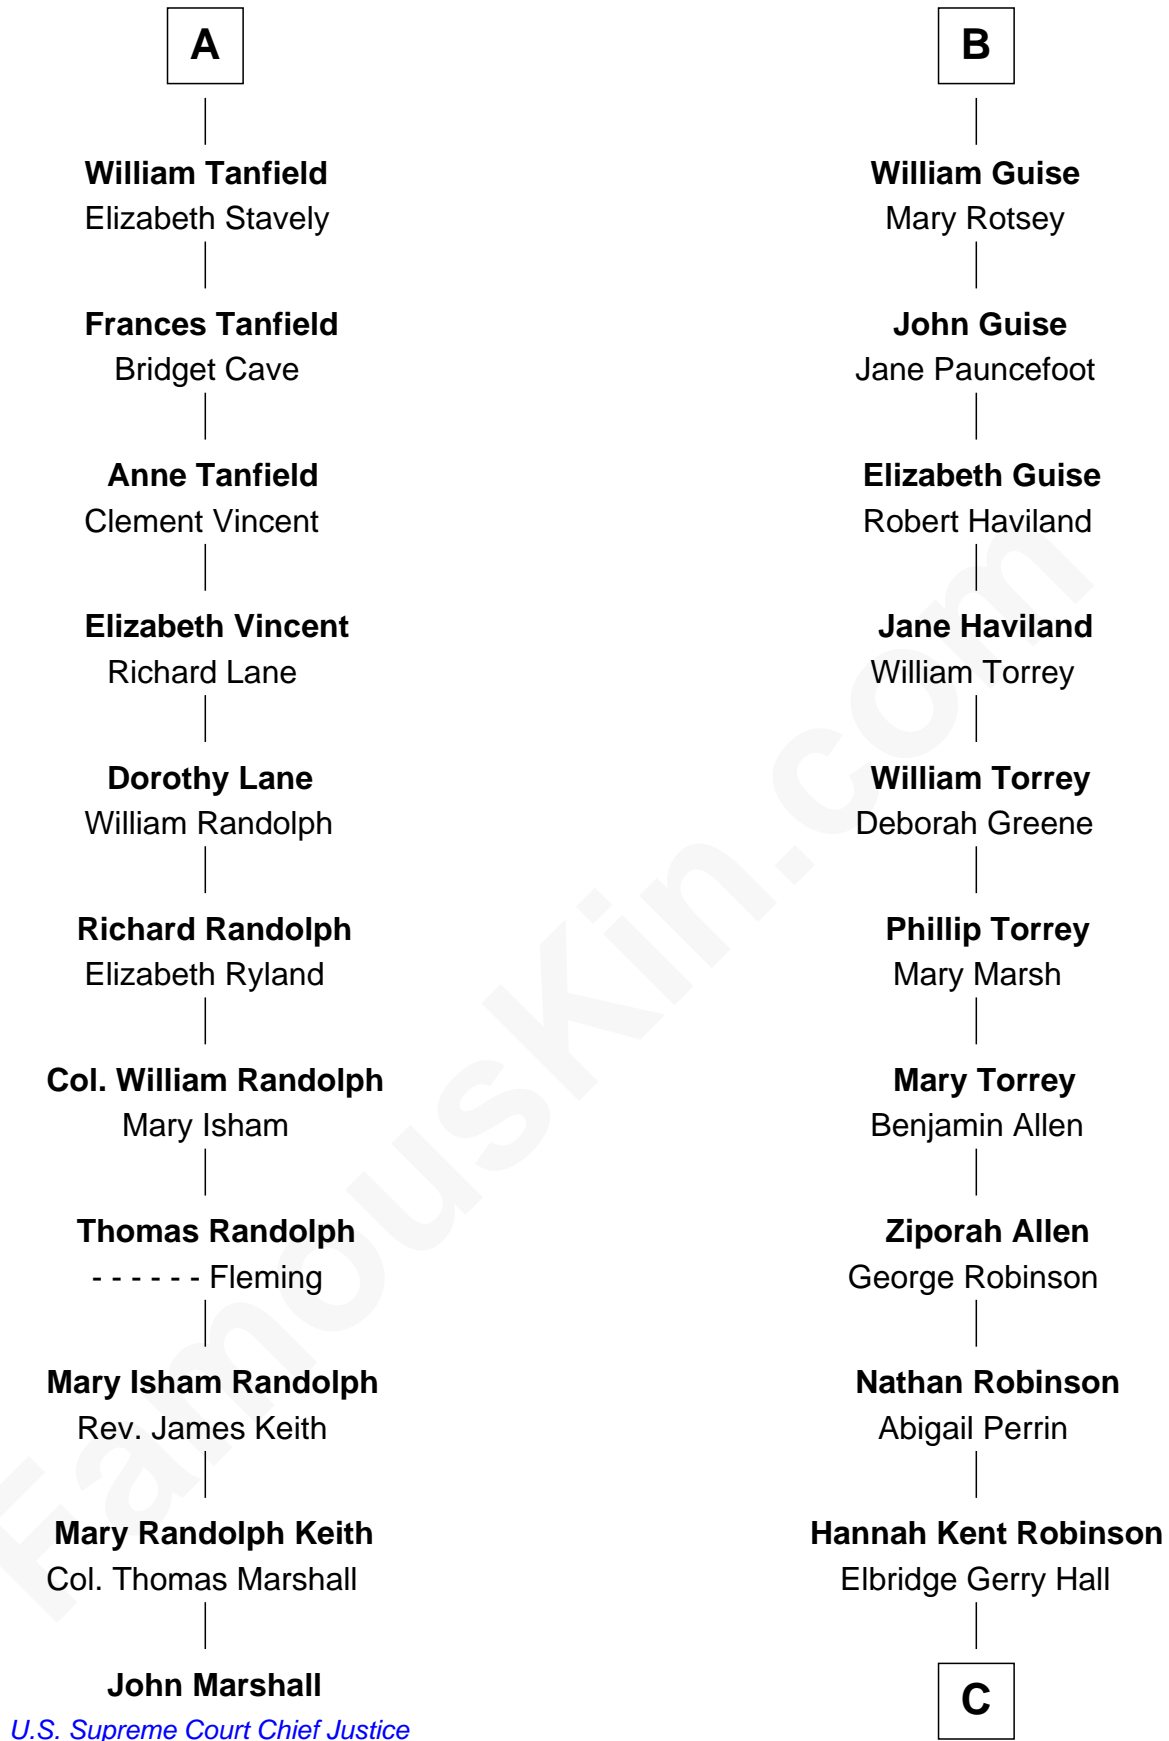 A
William Tanfield
Elizabeth Stavely
Frances Tanfield
Bridget Cave
Anne Tanfield
Clement Vincent
Elizabeth Vincent
Richard Lane
Dorothy Lane
William Randolph
Richard Randolph
Elizabeth Ryland
Col. William Randolph
Mary Isham
Thomas Randolph
- - - - - - Fleming
Mary Isham Randolph
Rev. James Keith
Mary Randolph Keith
Col. Thomas Marshall
John Marshall
U.S. Supreme Court Chief Justice
B
William Guise
Mary Rotsey
John Guise
Jane Pauncefoot
Elizabeth Guise
Robert Haviland
Jane Haviland
William Torrey
William Torrey
Deborah Greene
Phillip Torrey
Mary Marsh
Mary Torrey
Benjamin Allen
Ziporah Allen
George Robinson
Nathan Robinson
Abigail Perrin
Hannah Kent Robinson
Elbridge Gerry Hall
C
FamousKin.com